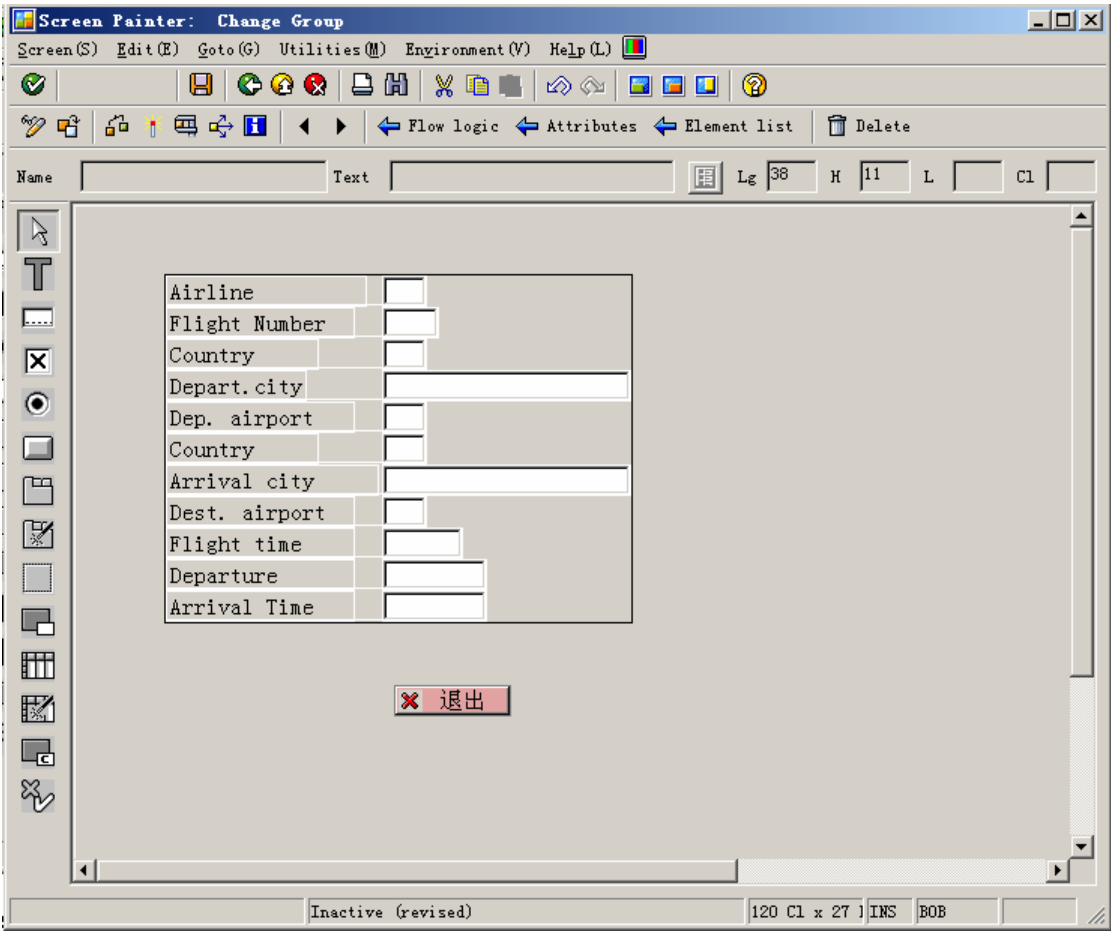 Screen Painter: Change Group
Screen(S) Edit(E) Goto(G) Utilities(M) Environment(V) Help(L)
Flow logic Attributes Element list Delete
Name Text Lg 38 H 11 L Cl
Airline
Flight Number
Country
Depart.city
Dep. airport
Country
Arrival city
Dest. airport
Flight time
Departure
Arrival Time
退出
Inactive (revised) 120 Cl x 27 INS BOB